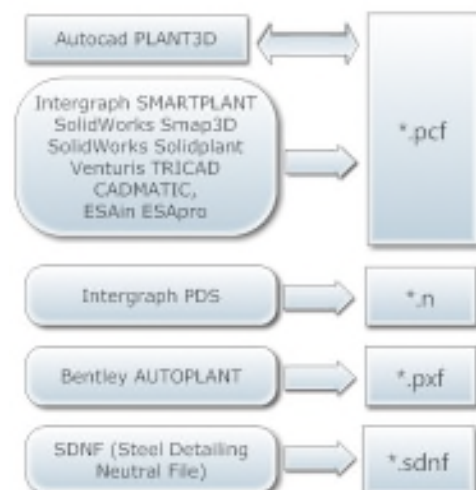 Autocad PLANT3D
Intergraph SMARTPLANT
SolidWorks Smap3D
SolidWorks Solidplant
Venturis TRICAD
CADMATIC,
ESAin ESApro
*.pcf
Intergraph PDS
*.n
Bentley AUTOPLANT
*.pxf
SDNF (Steel Detailing
Neutral File)
*.sdnf